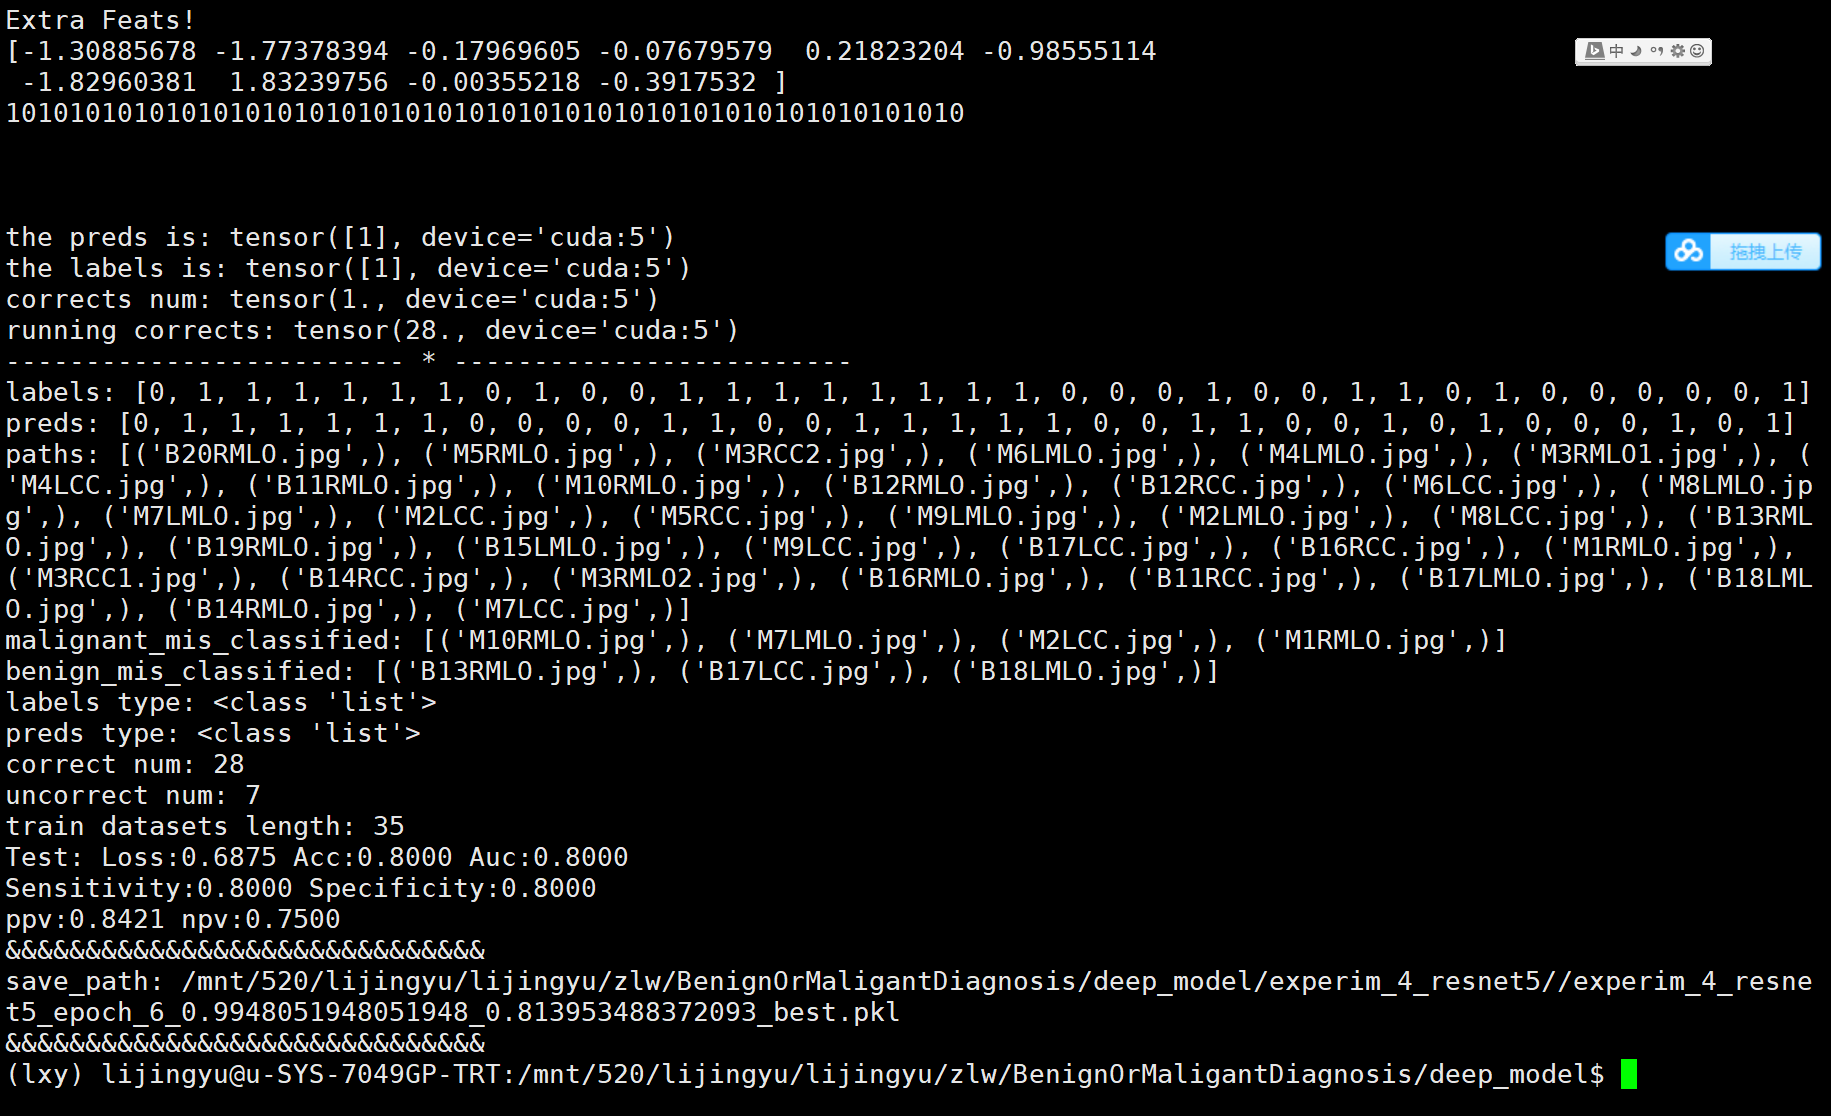 Extra Feats!
[-1.30885678 -1.77378394 -0.17969605 -0.07679579  0.21823204 -0.98555114
 -1.82960381  1.83239756 -0.00355218 -0.3917532 ]
中
101010101010101010101010101010101010101010101010101010101010
the preds is: tensor([1], device='cuda:5')
拖拽上传
the labels is: tensor([1], device='cuda:5')
corrects num: tensor(1., device='cuda:5')
running corrects: tensor(28., device='cuda:5')
------------------------- * -------------------------
labels: [0, 1, 1, 1, 1, 1, 1, 0, 1, 0, 0, 1, 1, 1, 1, 1, 1, 1, 1, 0, 0, 0, 1, 0, 0, 1, 1, 0, 1, 0, 0, 0, 0, 0, 1]
preds: [0, 1, 1, 1, 1, 1, 1, 0, 0, 0, 0, 1, 1, 0, 0, 1, 1, 1, 1, 1, 0, 0, 1, 1, 0, 0, 1, 0, 1, 0, 0, 0, 1, 0, 1]
paths: [('B20RMLO.jpg',), ('M5RMLO.jpg',), ('M3RCC2.jpg',), ('M6LMLO.jpg',), ('M4LMLO.jpg',), ('M3RMLO1.jpg',), (
'M4LCC.jpg',), ('B11RMLO.jpg',), ('M10RMLO.jpg',), ('B12RMLO.jpg',), ('B12RCC.jpg',), ('M6LCC.jpg',), ('M8LMLO.jp
g',), ('M7LMLO.jpg',), ('M2LCC.jpg',), ('M5RCC.jpg',), ('M9LMLO.jpg',), ('M2LMLO.jpg',), ('M8LCC.jpg',), ('B13RML
O.jpg',), ('B19RMLO.jpg',), ('B15LMLO.jpg',), ('M9LCC.jpg',), ('B17LCC.jpg',), ('B16RCC.jpg',), ('M1RMLO.jpg',),
('M3RCC1.jpg',), ('B14RCC.jpg',), ('M3RMLO2.jpg',), ('B16RMLO.jpg',), ('B11RCC.jpg',), ('B17LMLO.jpg',), ('B18LML
O.jpg',), ('B14RMLO.jpg',), ('M7LCC.jpg',)]
malignant_mis_classified: [('M10RMLO.jpg',), ('M7LMLO.jpg',), ('M2LCC.jpg',), ('M1RMLO.jpg',)]
benign_mis_classified: [('B13RMLO.jpg',), ('B17LCC.jpg',), ('B18LMLO.jpg',)]
labels type: <class 'list'>
preds type: <class 'list'>
correct num: 28
uncorrect num: 7
train datasets length: 35
Test: Loss:0.6875 Acc:0.8000 Auc:0.8000
Sensitivity:0.8000 Specificity:0.8000
ppv:0.8421 npv:0.7500
&&&&&&&&&&&&&&&&&&&&&&&&&&&&&&
save_path: /mnt/520/lijingyu/lijingyu/zlw/BenignOrMaligantDiagnosis/deep_model/experim_4_resnet5//experim_4_resne
t5_epoch_6_0.9948051948051948_0.813953488372093_best.pkl
&&&&&&&&&&&&&&&&&&&&&&&&&&&&&&
(lxy) lijingyu@u-SYS-7049GP-TRT:/mnt/520/lijingyu/lijingyu/zlw/BenignOrMaligantDiagnosis/deep_model$